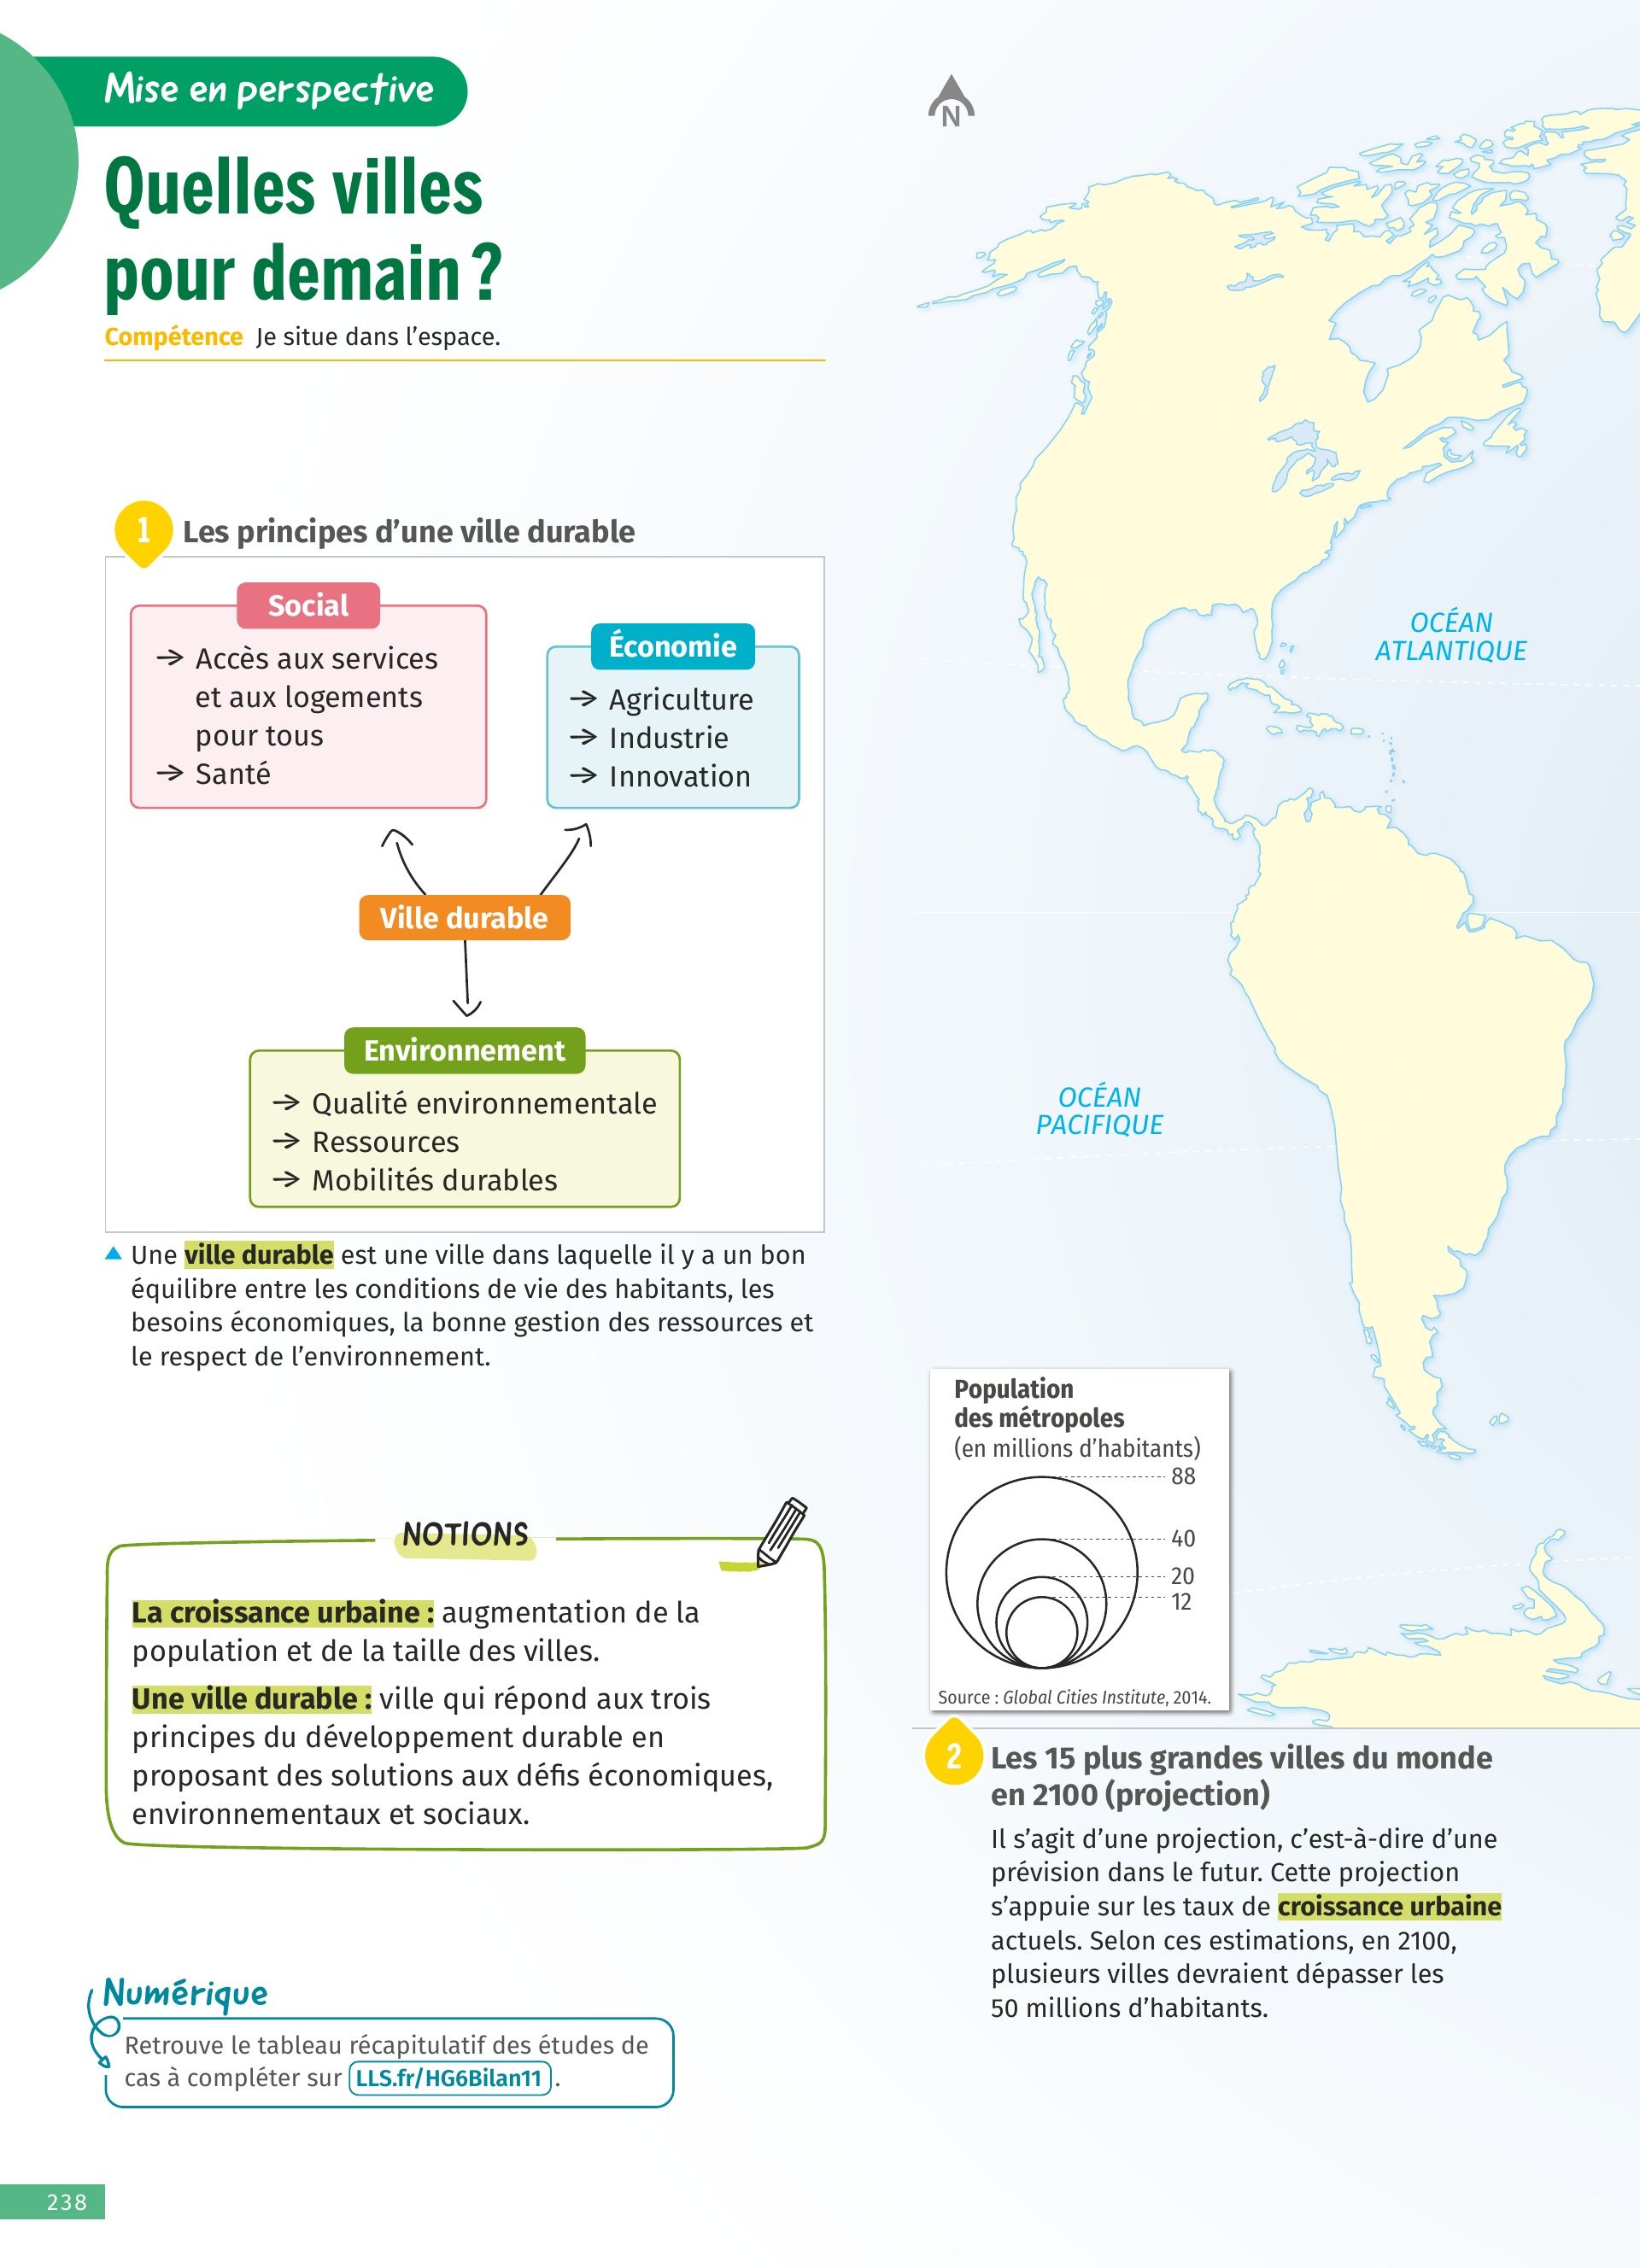 Mise en perspective
Quelles villes
pour demain ?
Compétence Je situe dans l'espace.
1 Les principes d'une ville durable
Social
→ Accès aux services
et aux logements
pour tous
→ Santé
Économie
→ Agriculture
→ Industrie
→ Innovation
Ville durable
Environnement
→ Qualité environnementale
→ Ressources
→ Mobilités durables
▲ Une ville durable est une ville dans laquelle il y a un bon
équilibre entre les conditions de vie des habitants, les
besoins économiques, la bonne gestion des ressources et
le respect de l'environnement.
NOTIONS
La croissance urbaine : augmentation de la
population et de la taille des villes.
Une ville durable : ville qui répond aux trois
principes du développement durable en
proposant des solutions aux défis économiques,
environnementaux et sociaux.
Numérique
Retrouve le tableau récapitulatif des études de
cas à compléter sur LLS.fr/HG6Bilan11 .
238
N
OCÉAN
ATLANTIQUE
OCÉAN
PACIFIQUE
Population
des métropoles
(en millions d'habitants)
88
40
20
12
Source : Global Cities Institute, 2014.
2 Les 15 plus grandes villes du monde
en 2100 (projection)
Il s'agit d'une projection, c'est-à-dire d'une
prévision dans le futur. Cette projection
s'appuie sur les taux de croissance urbaine
actuels. Selon ces estimations, en 2100,
plusieurs villes devraient dépasser les
50 millions d'habitants.